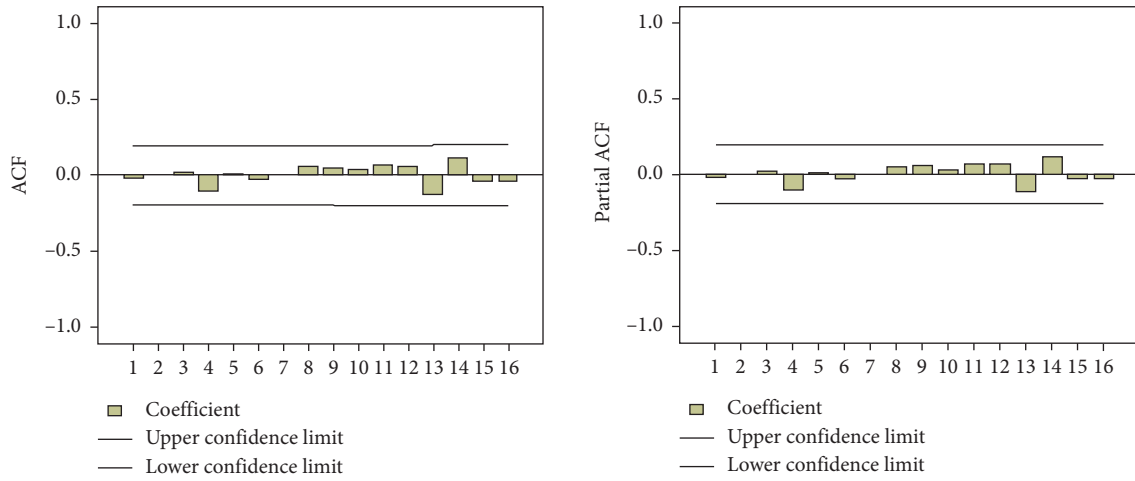 1.0
0.5
0.0
–0.5
–1.0
ACF
1 2 3 4 5 6 7 8 9 10 11 12 13 14 15 16
Coefficient
Upper confidence limit
Lower confidence limit
1.0
0.5
0.0
–0.5
–1.0
Partial ACF
1 2 3 4 5 6 7 8 9 10 11 12 13 14 15 16
Coefficient
Upper confidence limit
Lower confidence limit